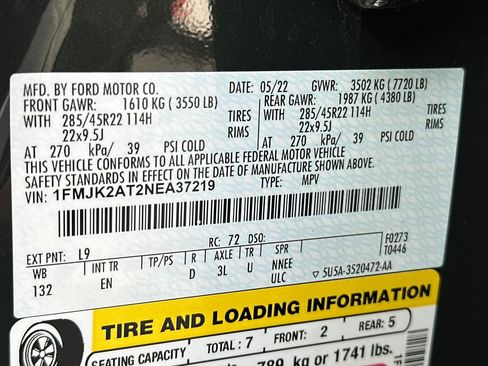 MFD. BY FORD MOTOR CO. DATE: 05/22 GVWR: 3502 KG ( 7720 LB)
FRONT GAWR: 1610 KG ( 3550 LB) REAR GAWR: 1987 KG ( 4380 LB)
WITH 285/45R22 114H TIRES WITH 285/45R22 114H TIRES
22x9.5J RIMS 22x9.5J RIMS
AT 270 kPa/ 39 PSI COLD AT 270 kPa/ 39 PSI COLD
THIS VEHICLE CONFORMS TO ALL APPLICABLE FEDERAL MOTOR VEHICLE
SAFETY STANDARDS IN EFFECT ON THE DATE OF MANUFACTURE SHOWN ABOVE.
VIN: 1FMJK2AT2NEA37219 TYPE: MPV
EXT PNT: L9 RC: 72 DSO: F0273
WB INT TR TP/PS R AXLE TR SPR T0446
132 EN D 3L U NNEE
ULC 5U5A-3520472-AA
TIRE AND LOADING INFORMATION
SEATING CAPACITY TOTAL: 7 FRONT: 2 REAR: 5
789 kg or 1741 lbs.